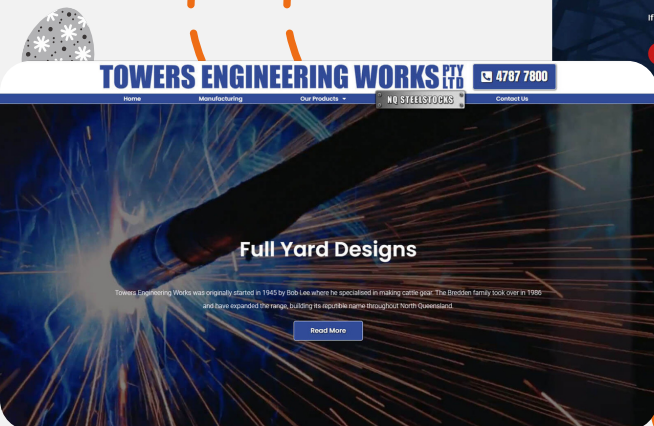 If
TOWERS ENGINEERING WORKS PTY LTD
4787 7800
Home Manufacturing Our Products NQ STEELSTOCKS Contact Us
Full Yard Designs
Towers Engineering Works was originally started in 1945 by Bob Lee where he specialised in making cattle gear. The Bredden family took over in 1986
and have expanded the range, building its reputible name throughout North Queensland.
Read More